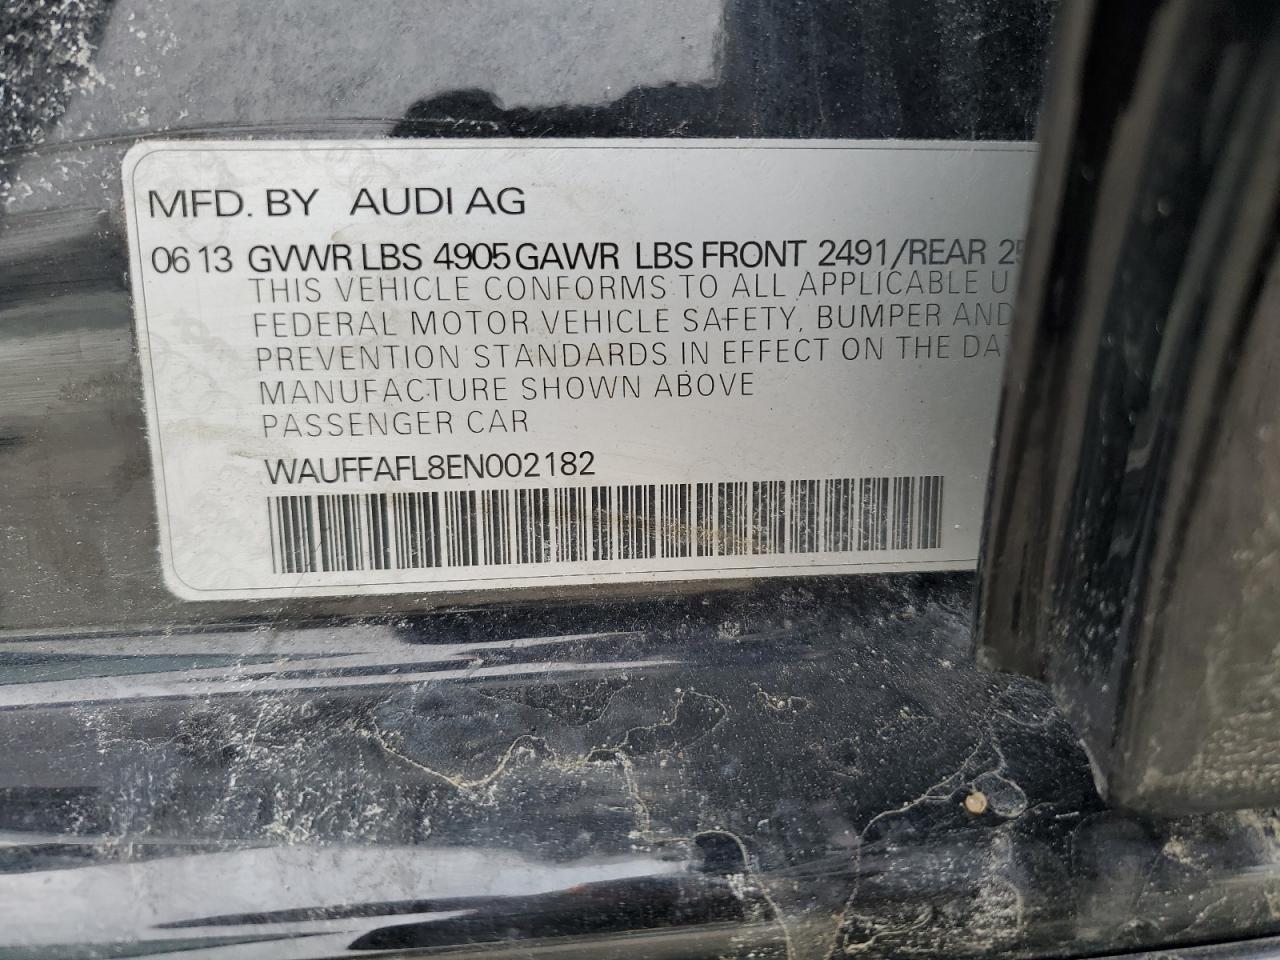 MFD. BY AUDI AG
06 13 GVWR LBS 4905 GAWR LBS FRONT 2491/REAR
THIS VEHICLE CONFORMS TO ALL APPLICABLE
FEDERAL MOTOR VEHICLE SAFETY, BUMPER AND
PREVENTION STANDARDS IN EFFECT ON THE
MANUFACTURE SHOWN ABOVE
PASSENGER CAR
WAUFFAFL8EN002182